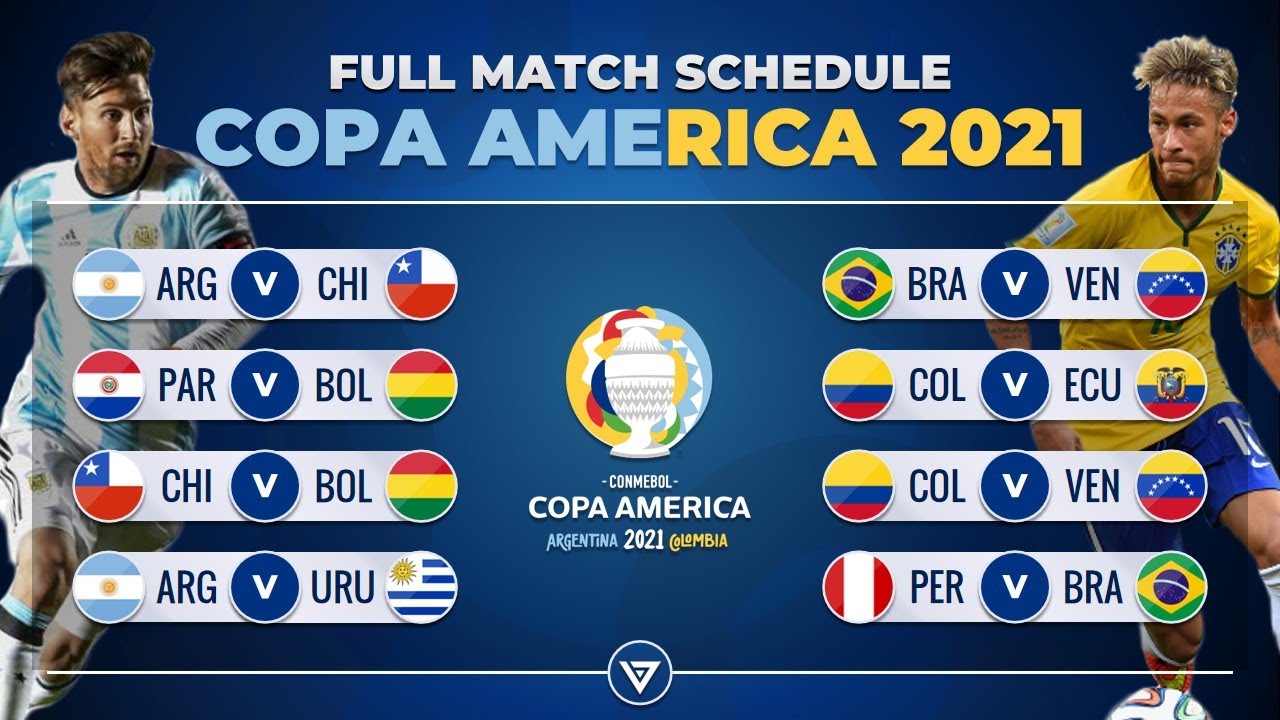 FULL MATCH SCHEDULE
COPA AMERICA 2021
ARG V CHI
PAR V BOL
CHI V BOL
ARG V URU
BRA V VEN
COL V ECU
COL V VEN
PER V BRA
- CONMEBOL -
COPA AMERICA
ARGENTINA 2021 COLOMBIA
10